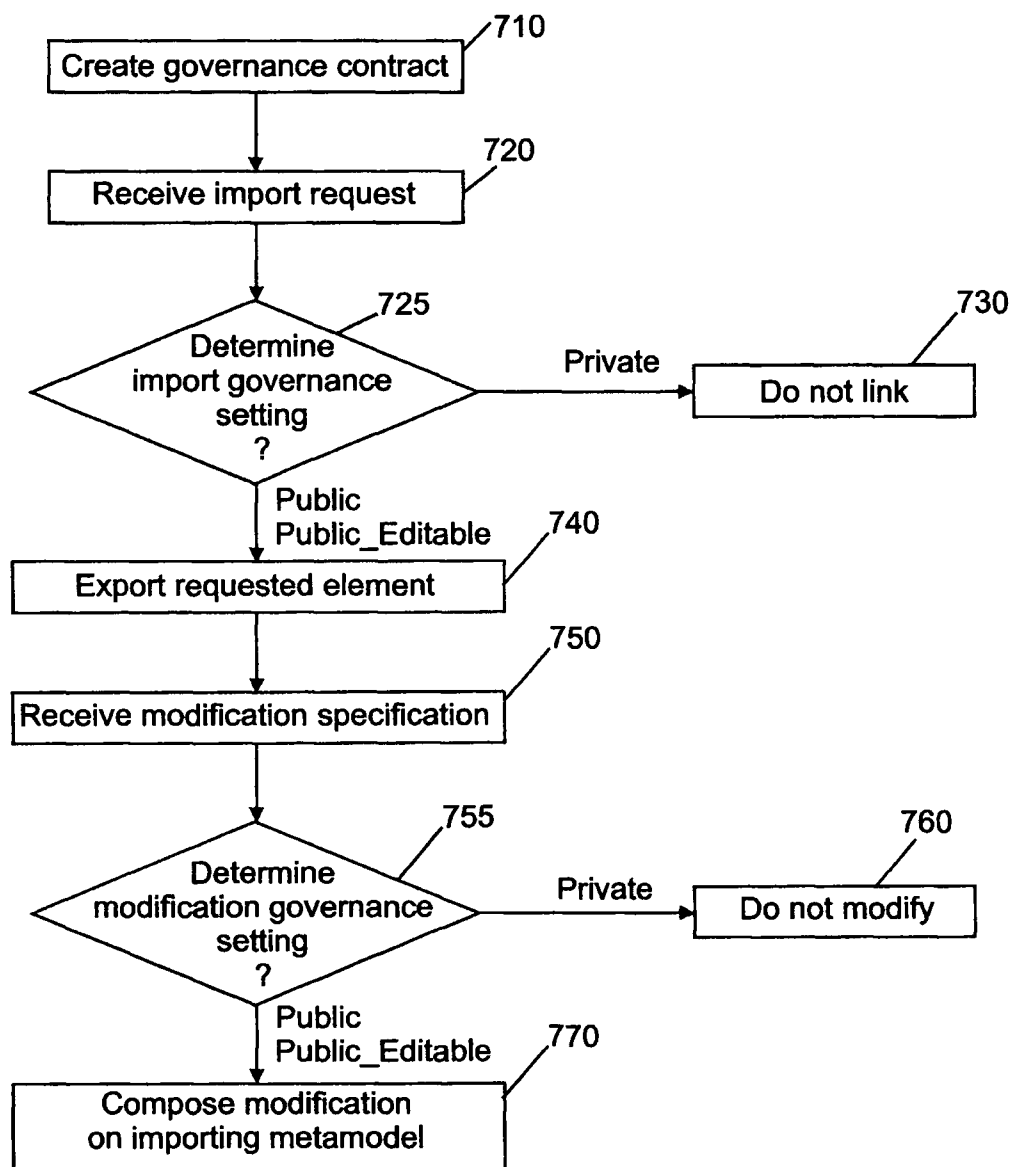 710
Create governance contract
720
Receive import request
725
Determine
import governance
setting
?
Private
730
Do not link
Public
Public_Editable
740
Export requested element
750
Receive modification specification
755
Determine
modification governance
setting
?
Private
760
Do not modify
Public
Public_Editable
770
Compose modification
on importing metamodel